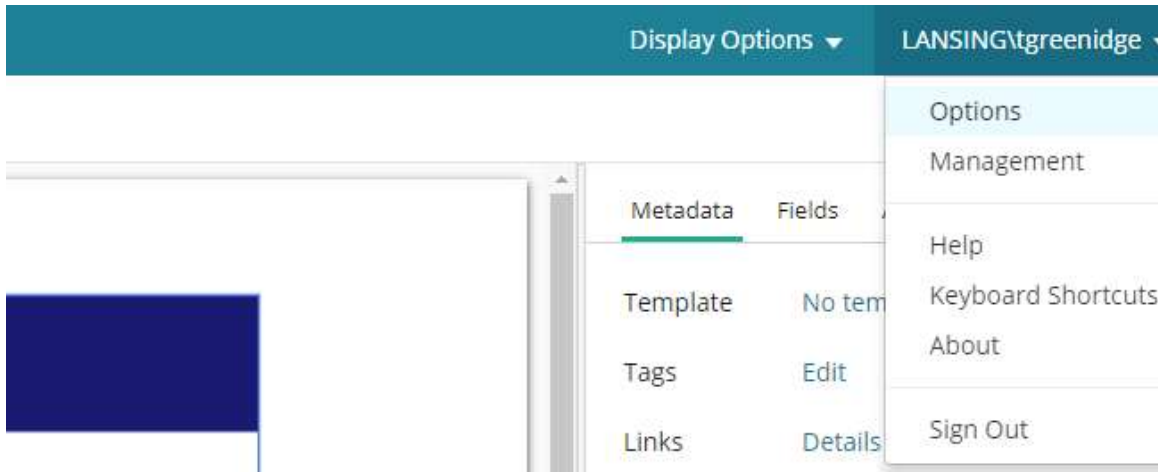 Display Options LANSING\tgreenidge
Options
Management
Metadata Fields
Help
Keyboard Shortcuts
Template No tem
About
Tags Edit
Sign Out
Links Details